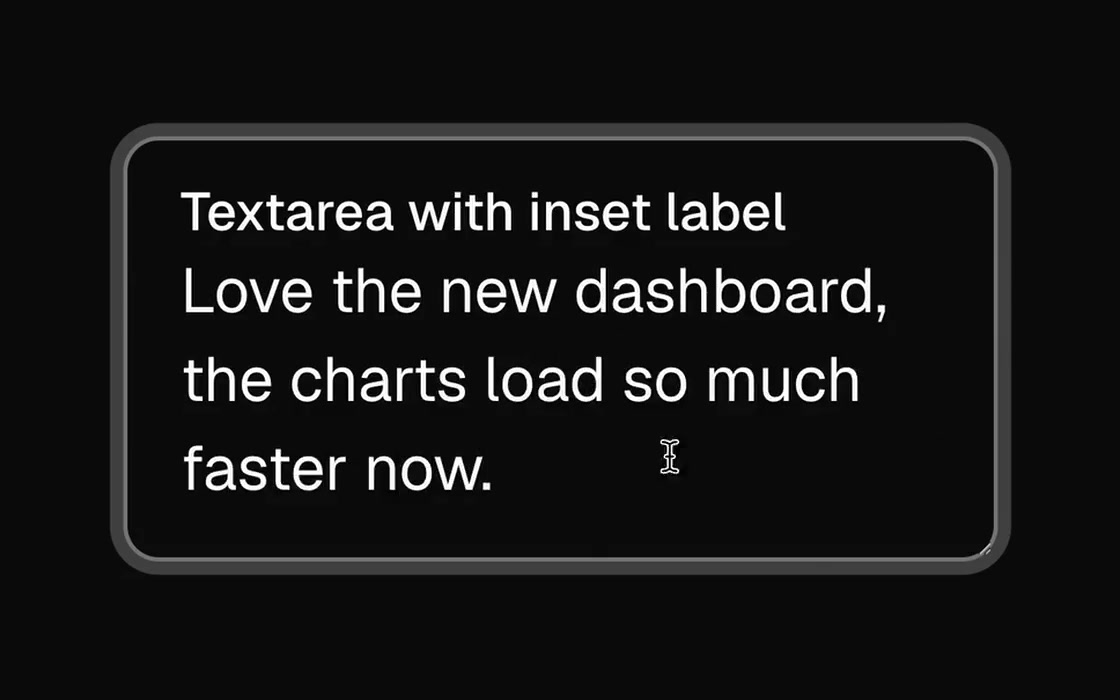 Textarea with inset label
Love the new dashboard,
the charts load so much
faster now.